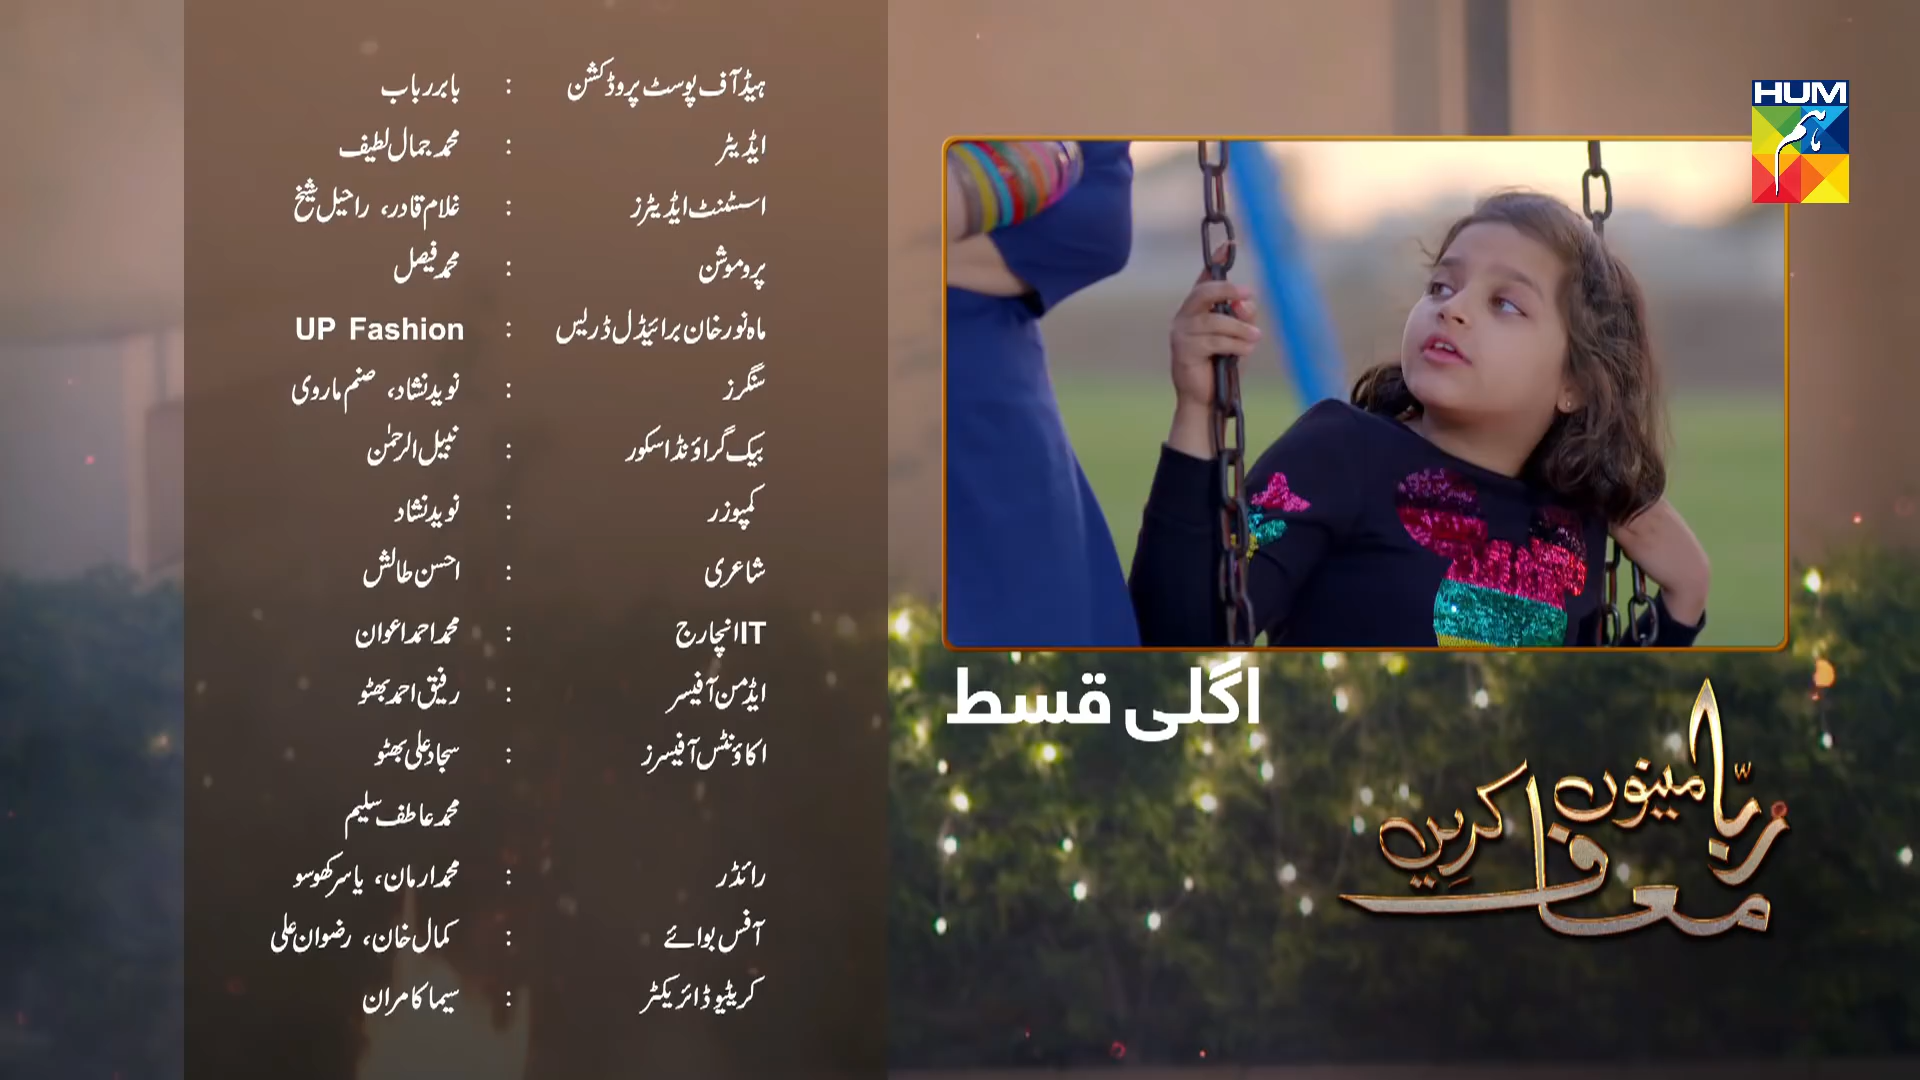 ہیڈ آف پوسٹ پروڈکشن : بابر رباب
ایڈیٹر : محمد جمال لطیف
اسسٹنٹ ایڈیٹرز : غلام قادر، راحیل شیخ
پروموشن : محمد فیصل
ماہ نور خان برائیڈل ڈریس : UP Fashion
سنگرز : نوید نشاد، صنم ماروی
بیک گراؤنڈ اسکور : نبیل الرحمٰن
کمپوزر : نوید نشاد
شاعری : احسن طالش
IT انچارج : محمد احمد اعوان
ایڈمن آفیسر : رفیق احمد بھٹو
اکاؤنٹس آفیسرز : سجاد علی بھٹو
محمد عاطف سلیم
رائڈر : محمد ارمان، یاسر کھوسو
آفس بوائے : کمال خان، رضوان علی
کریٹیو ڈائریکٹر : سیما کامران
HUM
ہم
اگلی قسط
رُبّا مینوں
معاف کریں